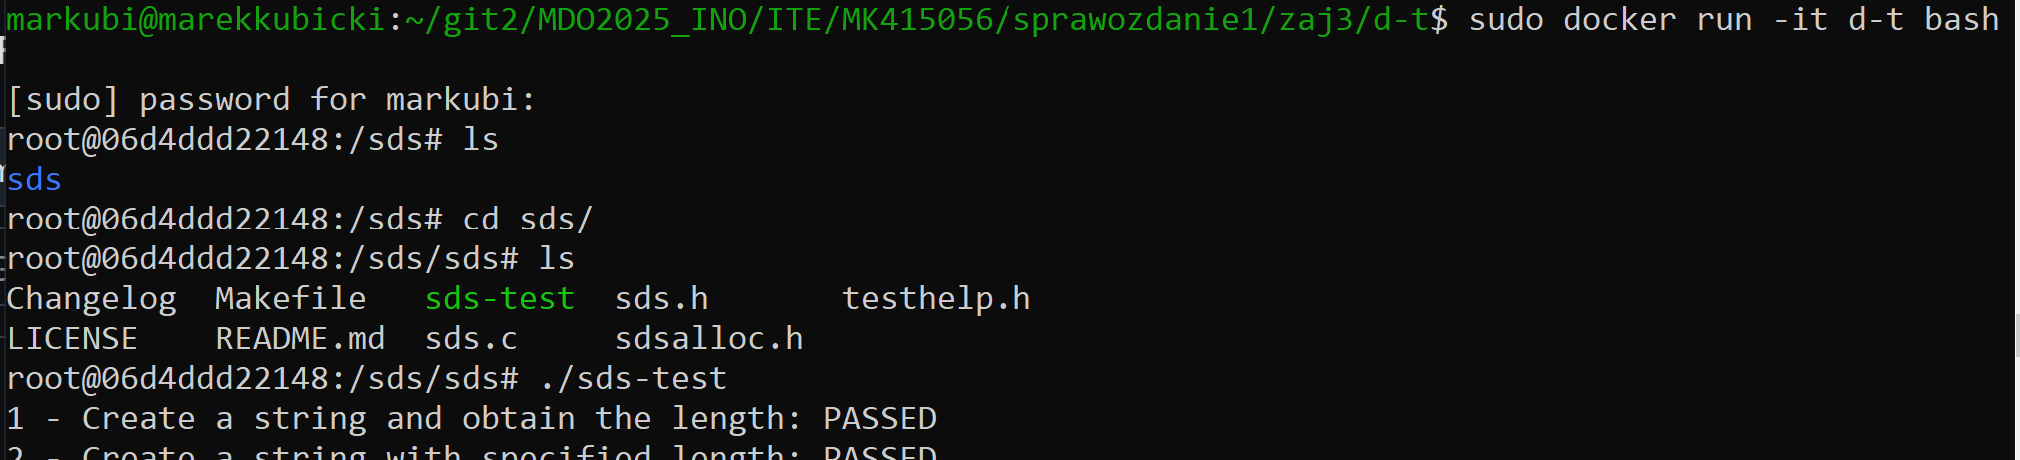 markubi@marekkubicki:~/git2/MDO2025_INO/ITE/MK415056/sprawozdanie1/zaj3/d-t$ sudo docker run -it d-t bash
[sudo] password for markubi:
root@06d4ddd22148:/sds# ls
sds
root@06d4ddd22148:/sds# cd sds/
root@06d4ddd22148:/sds/sds# ls
Changelog  Makefile   sds-test  sds.h       testhelp.h
LICENSE    README.md  sds.c     sdsalloc.h
root@06d4ddd22148:/sds/sds# ./sds-test
1 - Create a string and obtain the length: PASSED
2 - Create a string with specified length: PASSED